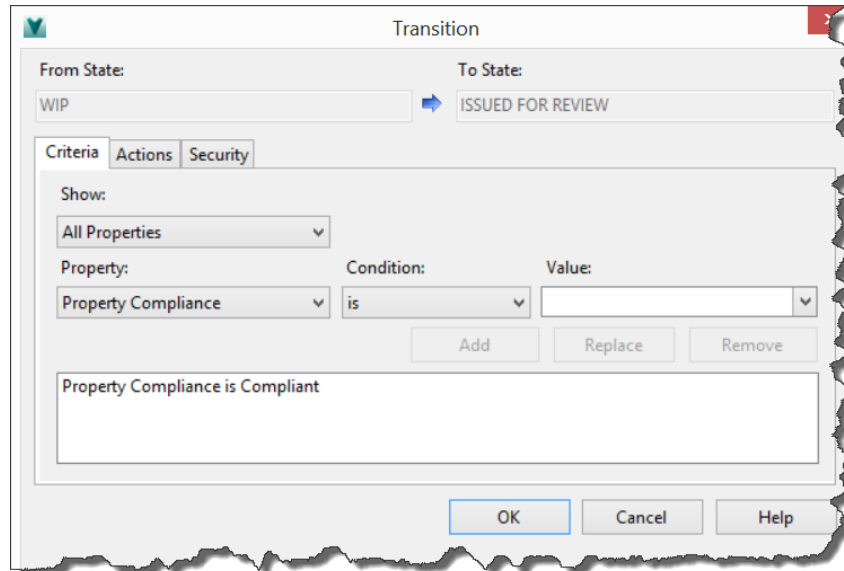 Transition
From State: To State:
WIP ISSUED FOR REVIEW
Criteria Actions Security
Show:
All Properties
Property: Condition: Value:
Property Compliance is
Add Replace Remove
Property Compliance is Compliant
OK Cancel Help